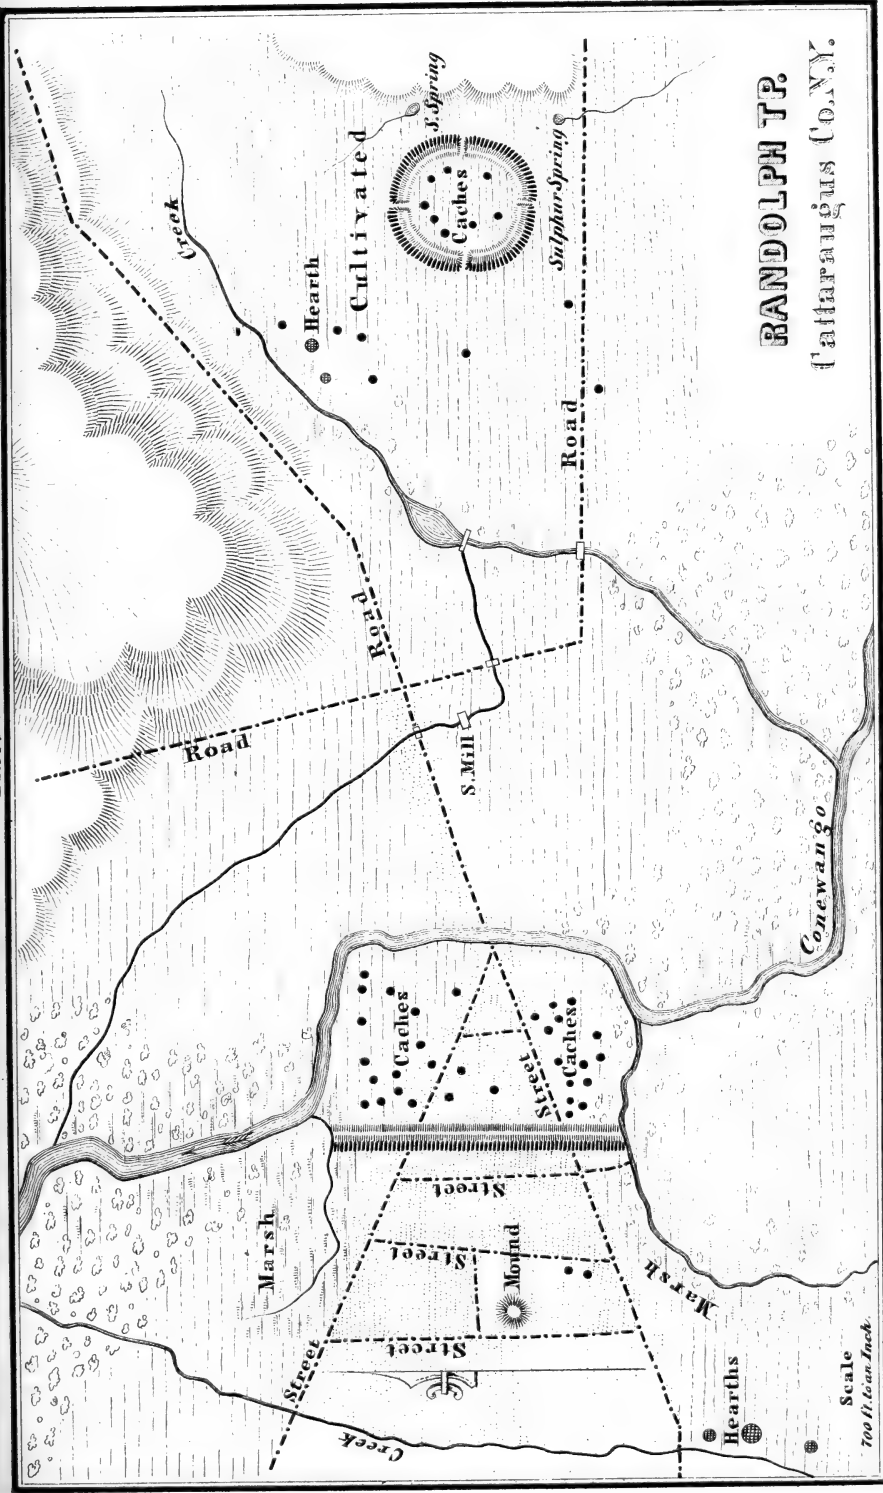 RANDOLPH TP.
Cattaraugus Co. N.Y.
S. Spring
Cultivated
Caches
Sulphur Spring
Creek
Hearth
Road
Road
Road
S. Mill
Conewango
Caches
Caches
Street
Street
Street
Mound
Marsh
Marsh
Street
Street
Creek
Hearths
Scale
700 ft. to an Inch.